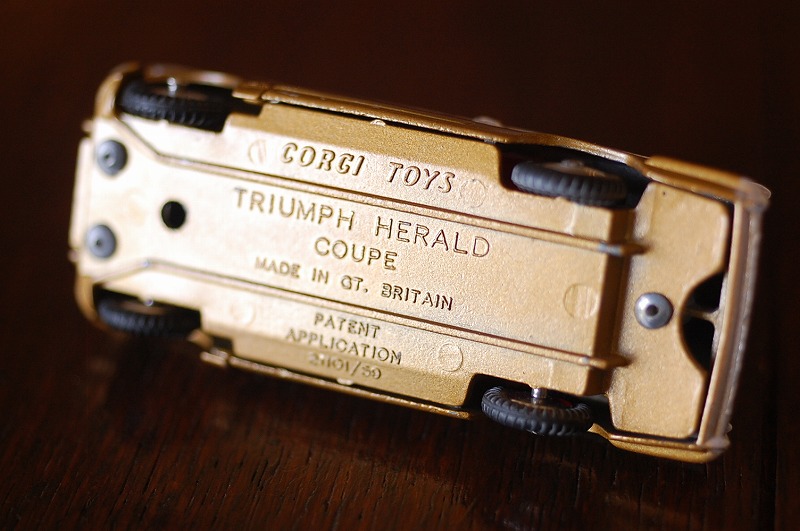 CORGI TOYS
TRIUMPH HERALD
COUPE
MADE IN GT. BRITAIN
PATENT
APPLICATION